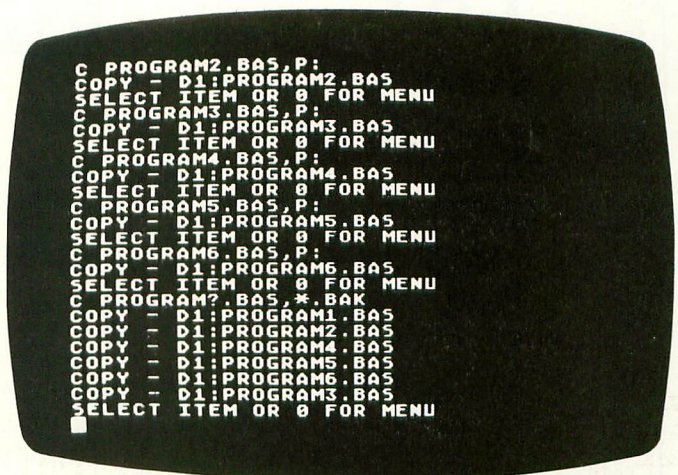 C PROGRAM2.BAS,P:
COPY - D1:PROGRAM2.BAS
SELECT ITEM OR 0 FOR MENU
C PROGRAM3.BAS,P:
COPY - D1:PROGRAM3.BAS
SELECT ITEM OR 0 FOR MENU
C PROGRAM4.BAS,P:
COPY - D1:PROGRAM4.BAS
SELECT ITEM OR 0 FOR MENU
C PROGRAM5.BAS,P:
COPY - D1:PROGRAM5.BAS
SELECT ITEM OR 0 FOR MENU
C PROGRAM6.BAS,P:
COPY - D1:PROGRAM6.BAS
SELECT ITEM OR 0 FOR MENU
C PROGRAM?.BAS,*.BAK
COPY - D1:PROGRAM1.BAS
COPY - D1:PROGRAM2.BAS
COPY - D1:PROGRAM4.BAS
COPY - D1:PROGRAM5.BAS
COPY - D1:PROGRAM6.BAS
COPY - D1:PROGRAM3.BAS
SELECT ITEM OR 0 FOR MENU